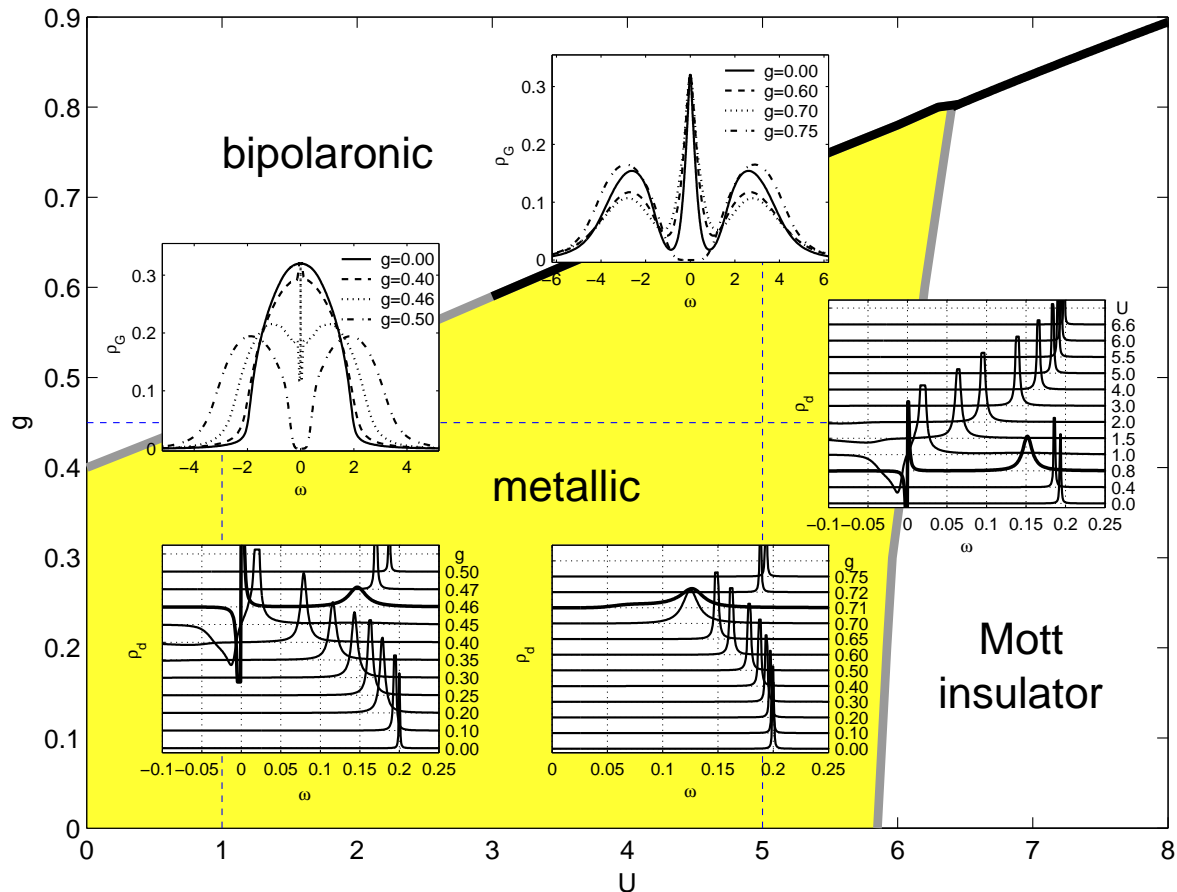 0.9
0.8
0.7
0.6
0.5
0.4
0.3
0.2
0.1
0
g
0 1 2 3 4 5 6 7 8
U
bipolaronic
metallic
Mott
insulator
0.3
0.2
0.1
0
ρG
−6 −4 −2 0 2 4 6
ω
g=0.00
g=0.60
g=0.70
g=0.75
0.3
0.2
0.1
0
ρG
−4 −2 0 2 4
ω
g=0.00
g=0.40
g=0.46
g=0.50
ρd
U
6.6
6.0
5.5
5.0
4.0
3.0
2.0
1.5
1.0
0.8
0.4
0.0
−0.1 −0.05 0 0.05 0.1 0.15 0.2 0.25
ω
ρd
g
0.50
0.47
0.46
0.45
0.40
0.35
0.30
0.25
0.20
0.10
0.00
−0.1 −0.05 0 0.05 0.1 0.15 0.2 0.25
ω
ρd
g
0.75
0.72
0.71
0.70
0.65
0.60
0.50
0.40
0.30
0.20
0.10
0.00
0 0.05 0.1 0.15 0.2 0.25
ω